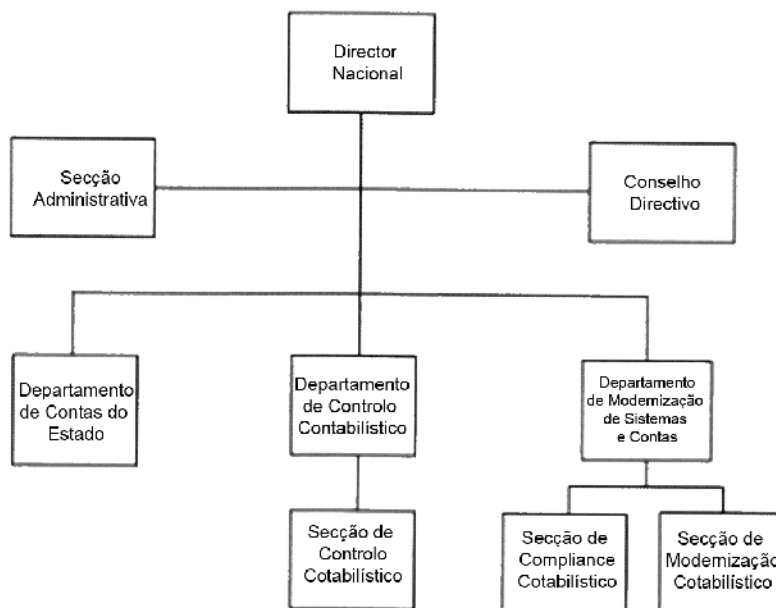 Director
Nacional
Secção
Administrativa
Conselho
Directivo
Departamento
de Contas do
Estado
Departamento
de Controlo
Contabilístico
Departamento
de Modernização
de Sistemas
e Contas
Secção de
Controlo
Cotabilístico
Secção de
Compliance
Cotabilístico
Secção de
Modernização
Cotabilístico